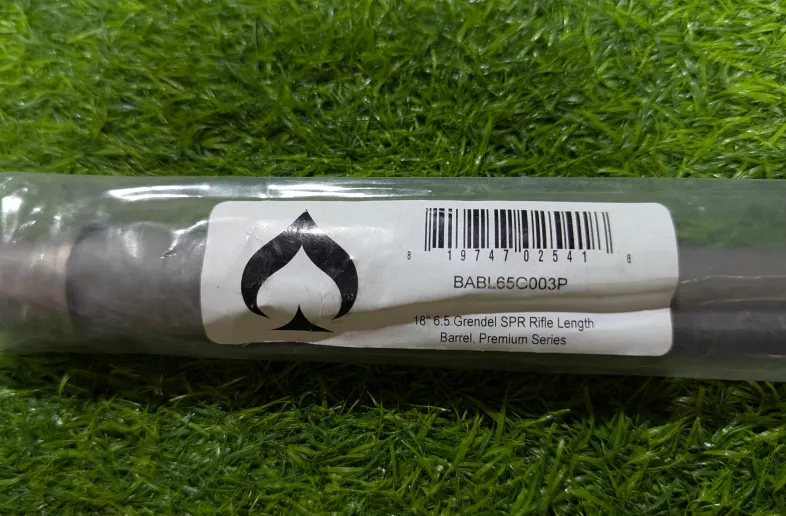 8 19747 02541 8
BABL65C003P
18" 6.5 Grendel SPR Rifle Length
Barrel, Premium Series